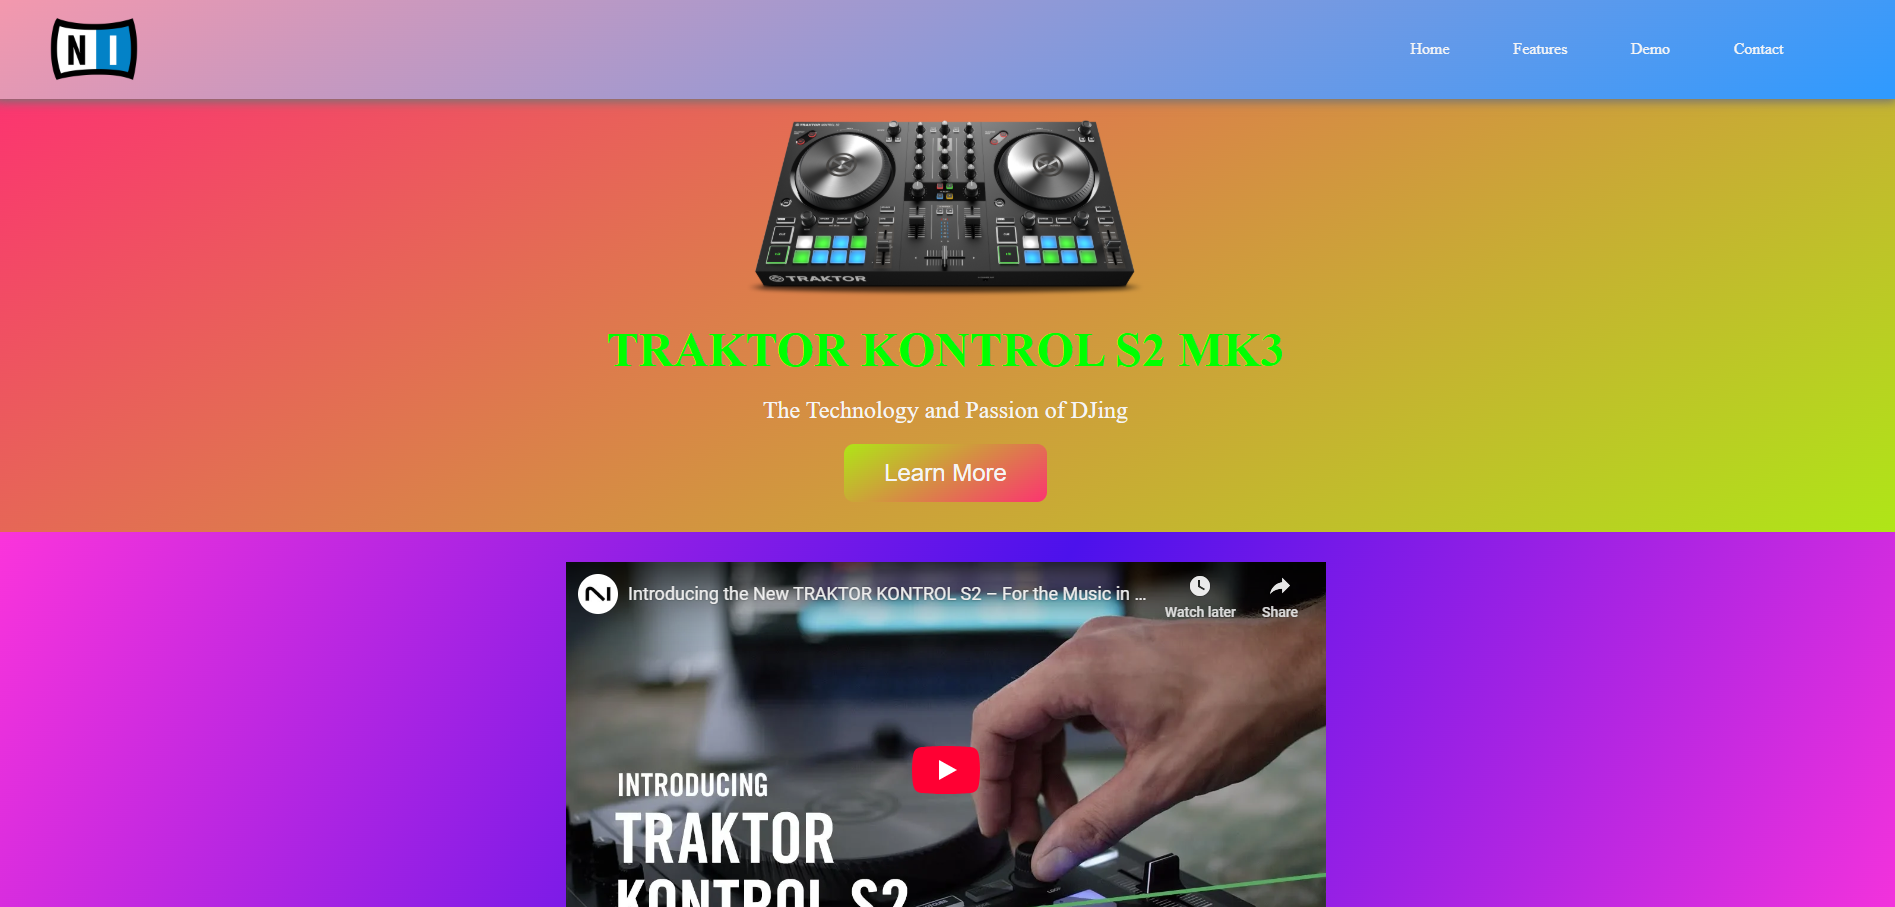 NI
Home
Features
Demo
Contact
TRAKTOR
TRAKTOR KONTROL S2 MK3
The Technology and Passion of DJing
Learn More
Introducing the New TRAKTOR KONTROL S2 – For the Music in ...
Watch later
Share
INTRODUCING
TRAKTOR
KONTROL S2